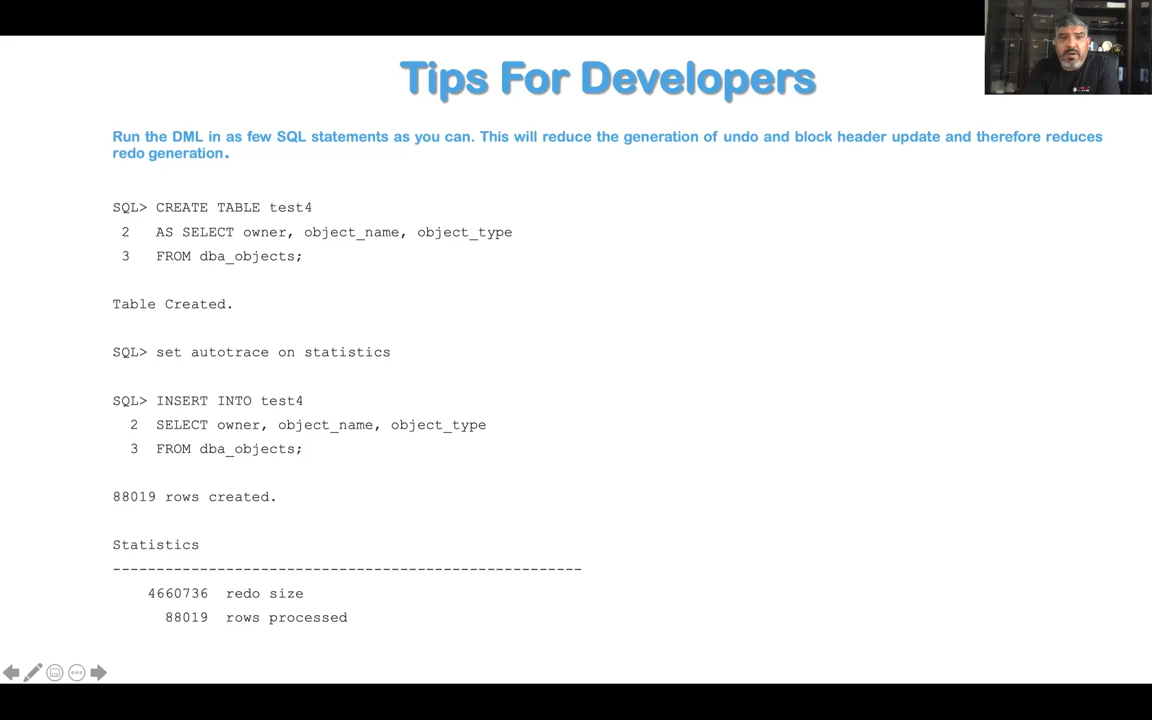 Tips For Developers
Run the DML in as few SQL statements as you can. This will reduce the generation of undo and block header update and therefore reduces
redo generation.
SQL> CREATE TABLE test4
2 AS SELECT owner, object_name, object_type
3 FROM dba_objects;
Table Created.
SQL> set autotrace on statistics
SQL> INSERT INTO test4
2 SELECT owner, object_name, object_type
3 FROM dba_objects;
88019 rows created.
Statistics
------------------------------------------------------
4660736 redo size
88019 rows processed